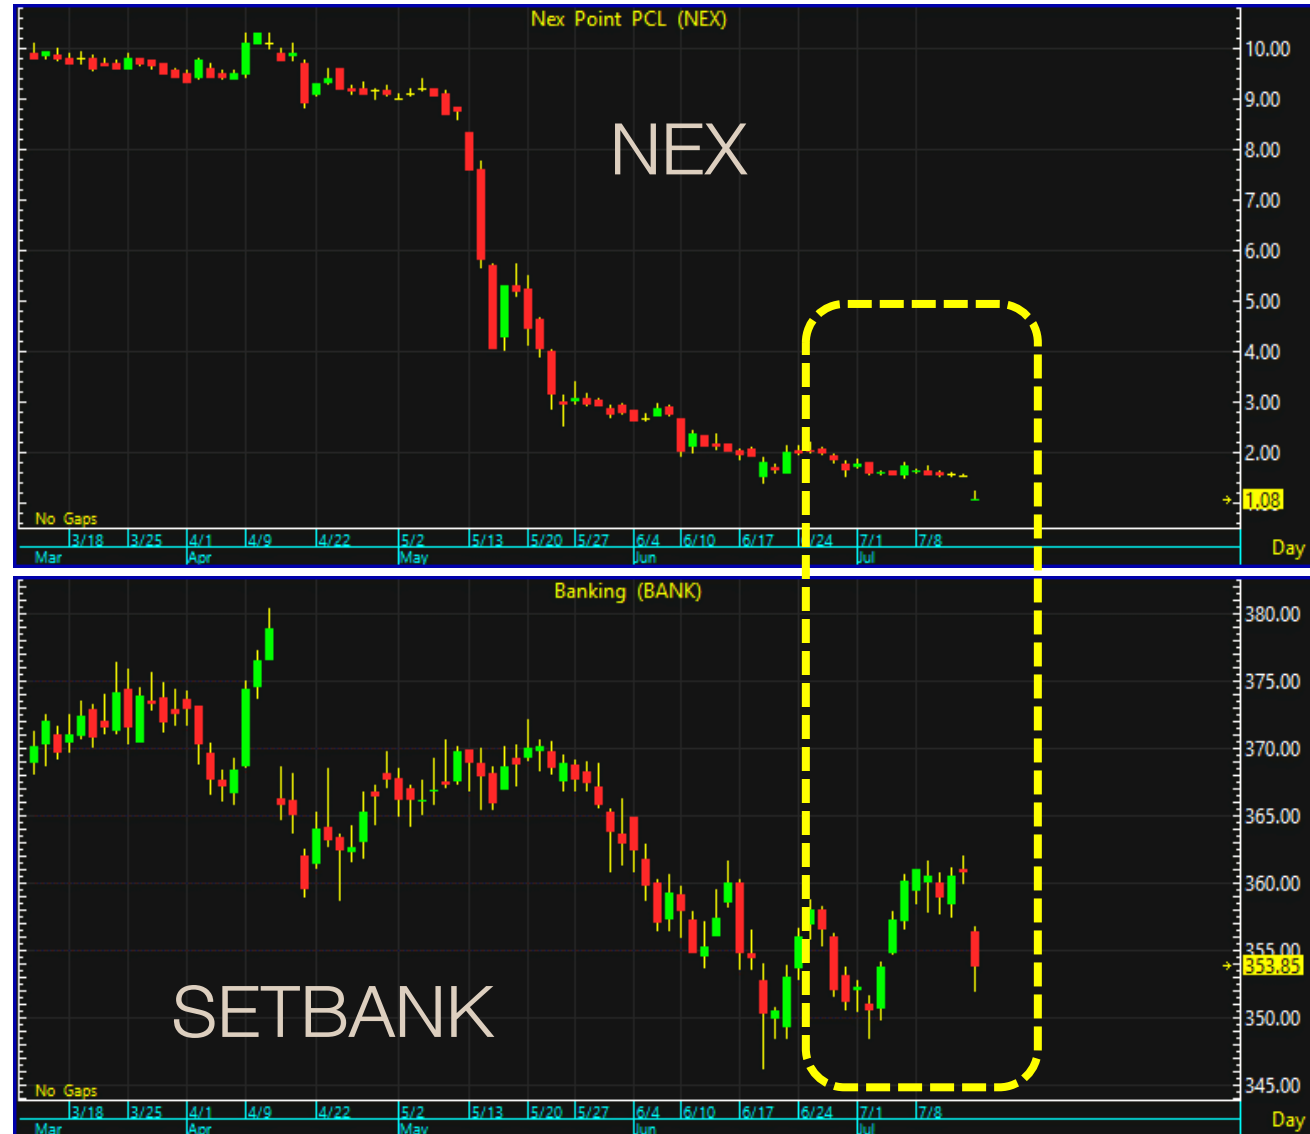 Nex Point PCL (NEX)
10.00
9.00
NEX
8.00
7.00
6.00
5.00
4.00
3.00
2.00
1.08
No Gaps
3/18 3/25 4/1 4/9 4/22 5/2 5/13 5/20 5/27 6/4 6/10 6/17 /24 7/1 7/8
Mar Apr May Jun Jul Day
Banking (BANK)
380.00
375.00
370.00
365.00
360.00
355.00
353.85
SETBANK
350.00
No Gaps
345.00
3/18 3/25 4/1 4/9 4/22 5/2 5/13 5/20 5/27 6/4 6/10 6/17 6/24 7/1 7/8
Mar Apr May Jun Jul Day